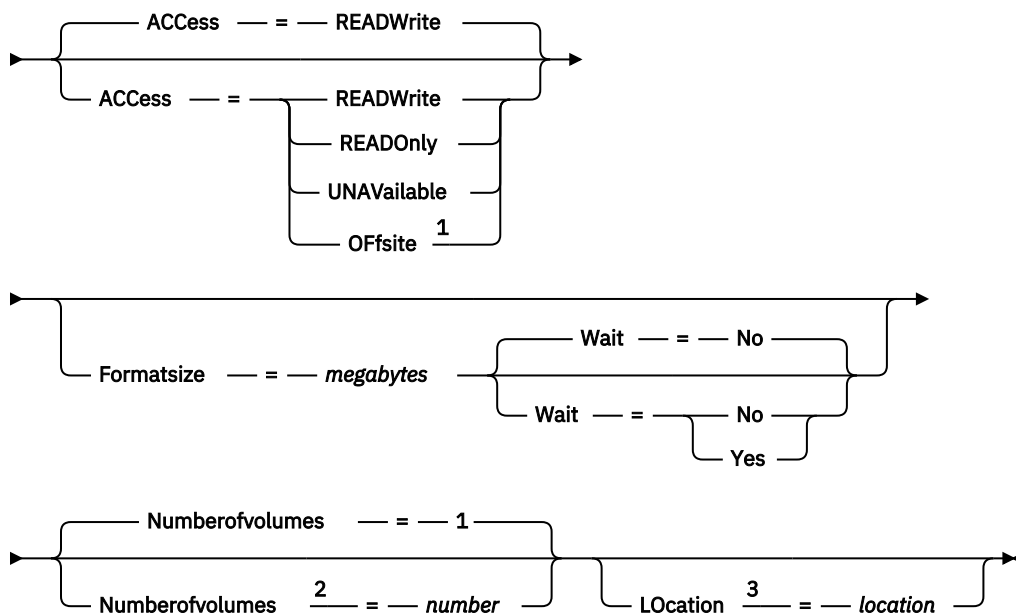 ACCess = READWrite
ACCess = READWrite
READOnly
UNAVailable
OFfsite 1
Wait = No
Formatsize = megabytes
Wait = No
Yes
Numberofvolumes = 1
Numberofvolumes 2 = number LOcation 3 = location